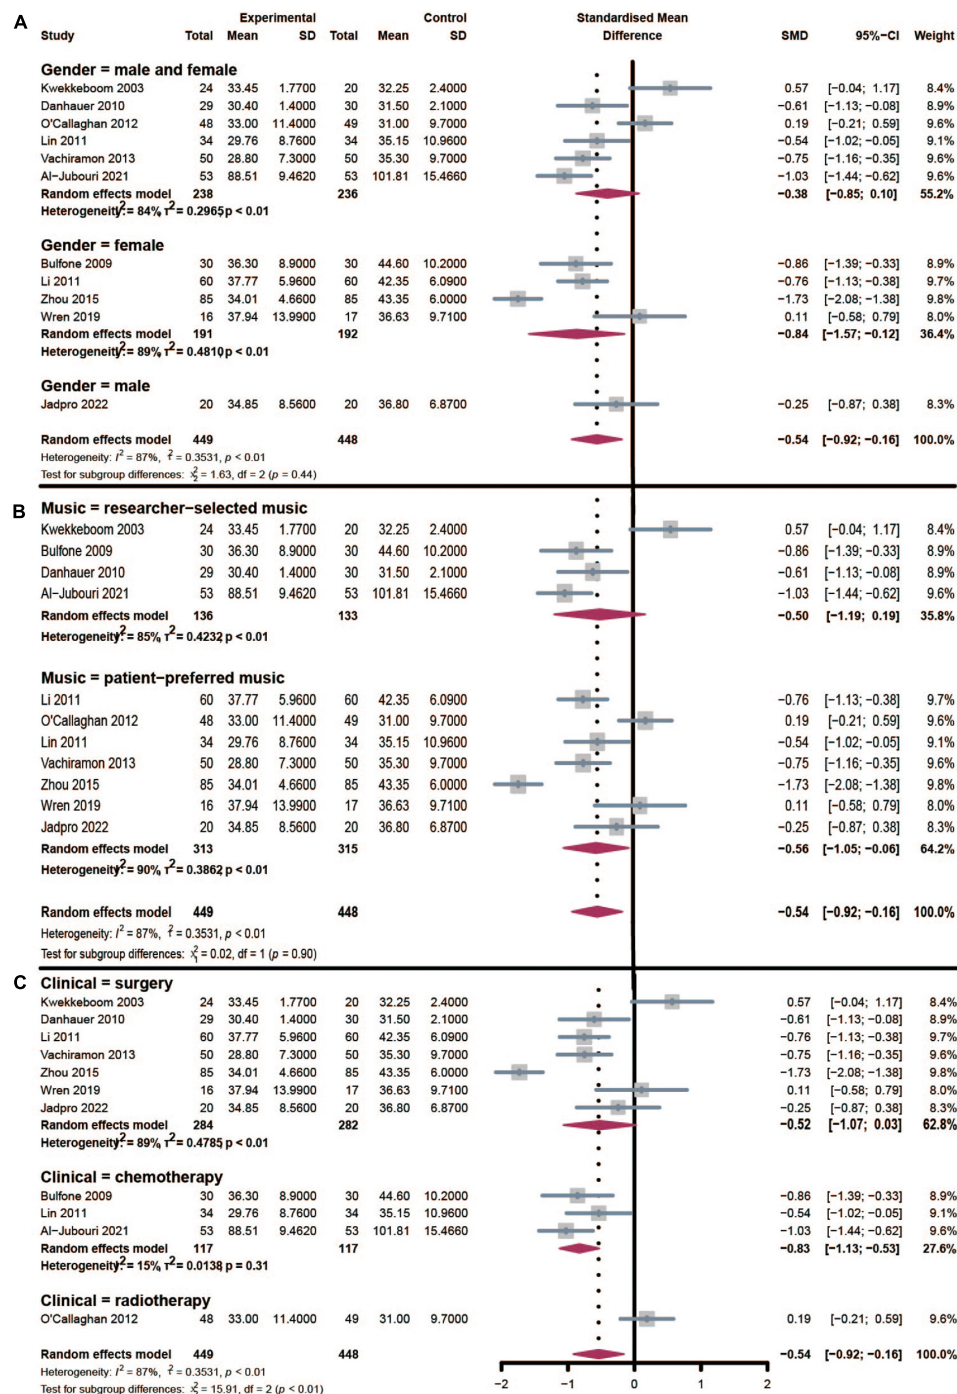 A
Experimental Control Standardised Mean
Study Total Mean SD Total Mean SD Difference SMD 95%−CI Weight
Gender = male and female
Kwekkeboom 2003 24 33.45 1.7700 20 32.25 2.4000 0.57 [−0.04; 1.17] 8.4%
Danhauer 2010 29 30.40 1.4000 30 31.50 2.1000 −0.61 [−1.13; −0.08] 8.9%
O'Callaghan 2012 48 33.00 11.4000 49 31.00 9.7000 0.19 [−0.21; 0.59] 9.6%
Lin 2011 34 29.76 8.7600 34 35.15 10.9600 −0.54 [−1.02; −0.05] 9.1%
Vachiramon 2013 50 28.80 7.3000 50 35.30 9.7000 −0.75 [−1.16; −0.35] 9.6%
Al−Jubouri 2021 53 88.51 9.4620 53 101.81 15.4660 −1.03 [−1.44; −0.62] 9.6%
Random effects model 238 236 −0.38 [−0.85; 0.10] 55.2%
Heterogeneity: I² = 84%, τ² = 0.2965, p < 0.01
Gender = female
Bulfone 2009 30 36.30 8.9000 30 44.60 10.2000 −0.86 [−1.39; −0.33] 8.9%
Li 2011 60 37.77 5.9600 60 42.35 6.0900 −0.76 [−1.13; −0.38] 9.7%
Zhou 2015 85 34.01 4.6600 85 43.35 6.0000 −1.73 [−2.08; −1.38] 9.8%
Wren 2019 16 37.94 13.9900 17 36.63 9.7100 0.11 [−0.58; 0.79] 8.0%
Random effects model 191 192 −0.84 [−1.57; −0.12] 36.4%
Heterogeneity: I² = 89%, τ² = 0.4810, p < 0.01
Gender = male
Jadpro 2022 20 34.85 8.5600 20 36.80 6.8700 −0.25 [−0.87; 0.38] 8.3%
Random effects model 449 448 −0.54 [−0.92; −0.16] 100.0%
Heterogeneity: I² = 87%, τ² = 0.3531, p < 0.01
Test for subgroup differences: χ²₂ = 1.63, df = 2 (p = 0.44)
B
Music = researcher−selected music
Kwekkeboom 2003 24 33.45 1.7700 20 32.25 2.4000 0.57 [−0.04; 1.17] 8.4%
Bulfone 2009 30 36.30 8.9000 30 44.60 10.2000 −0.86 [−1.39; −0.33] 8.9%
Danhauer 2010 29 30.40 1.4000 30 31.50 2.1000 −0.61 [−1.13; −0.08] 8.9%
Al−Jubouri 2021 53 88.51 9.4620 53 101.81 15.4660 −1.03 [−1.44; −0.62] 9.6%
Random effects model 136 133 −0.50 [−1.19; 0.19] 35.8%
Heterogeneity: I² = 85%, τ² = 0.4232, p < 0.01
Music = patient−preferred music
Li 2011 60 37.77 5.9600 60 42.35 6.0900 −0.76 [−1.13; −0.38] 9.7%
O'Callaghan 2012 48 33.00 11.4000 49 31.00 9.7000 0.19 [−0.21; 0.59] 9.6%
Lin 2011 34 29.76 8.7600 34 35.15 10.9600 −0.54 [−1.02; −0.05] 9.1%
Vachiramon 2013 50 28.80 7.3000 50 35.30 9.7000 −0.75 [−1.16; −0.35] 9.6%
Zhou 2015 85 34.01 4.6600 85 43.35 6.0000 −1.73 [−2.08; −1.38] 9.8%
Wren 2019 16 37.94 13.9900 17 36.63 9.7100 0.11 [−0.58; 0.79] 8.0%
Jadpro 2022 20 34.85 8.5600 20 36.80 6.8700 −0.25 [−0.87; 0.38] 8.3%
Random effects model 313 315 −0.56 [−1.05; −0.06] 64.2%
Heterogeneity: I² = 90%, τ² = 0.3862, p < 0.01
Random effects model 449 448 −0.54 [−0.92; −0.16] 100.0%
Heterogeneity: I² = 87%, τ² = 0.3531, p < 0.01
Test for subgroup differences: χ²₁ = 0.02, df = 1 (p = 0.90)
C
Clinical = surgery
Kwekkeboom 2003 24 33.45 1.7700 20 32.25 2.4000 0.57 [−0.04; 1.17] 8.4%
Danhauer 2010 29 30.40 1.4000 30 31.50 2.1000 −0.61 [−1.13; −0.08] 8.9%
Li 2011 60 37.77 5.9600 60 42.35 6.0900 −0.76 [−1.13; −0.38] 9.7%
Vachiramon 2013 50 28.80 7.3000 50 35.30 9.7000 −0.75 [−1.16; −0.35] 9.6%
Zhou 2015 85 34.01 4.6600 85 43.35 6.0000 −1.73 [−2.08; −1.38] 9.8%
Wren 2019 16 37.94 13.9900 17 36.63 9.7100 0.11 [−0.58; 0.79] 8.0%
Jadpro 2022 20 34.85 8.5600 20 36.80 6.8700 −0.25 [−0.87; 0.38] 8.3%
Random effects model 284 282 −0.52 [−1.07; 0.03] 62.8%
Heterogeneity: I² = 89%, τ² = 0.4785, p < 0.01
Clinical = chemotherapy
Bulfone 2009 30 36.30 8.9000 30 44.60 10.2000 −0.86 [−1.39; −0.33] 8.9%
Lin 2011 34 29.76 8.7600 34 35.15 10.9600 −0.54 [−1.02; −0.05] 9.1%
Al−Jubouri 2021 53 88.51 9.4620 53 101.81 15.4660 −1.03 [−1.44; −0.62] 9.6%
Random effects model 117 117 −0.83 [−1.13; −0.53] 27.6%
Heterogeneity: I² = 15%, τ² = 0.0138, p = 0.31
Clinical = radiotherapy
O'Callaghan 2012 48 33.00 11.4000 49 31.00 9.7000 0.19 [−0.21; 0.59] 9.6%
Random effects model 449 448 −0.54 [−0.92; −0.16] 100.0%
Heterogeneity: I² = 87%, τ² = 0.3531, p < 0.01
Test for subgroup differences: χ²₂ = 15.91, df = 2 (p < 0.01)
−2 −1 0 1 2